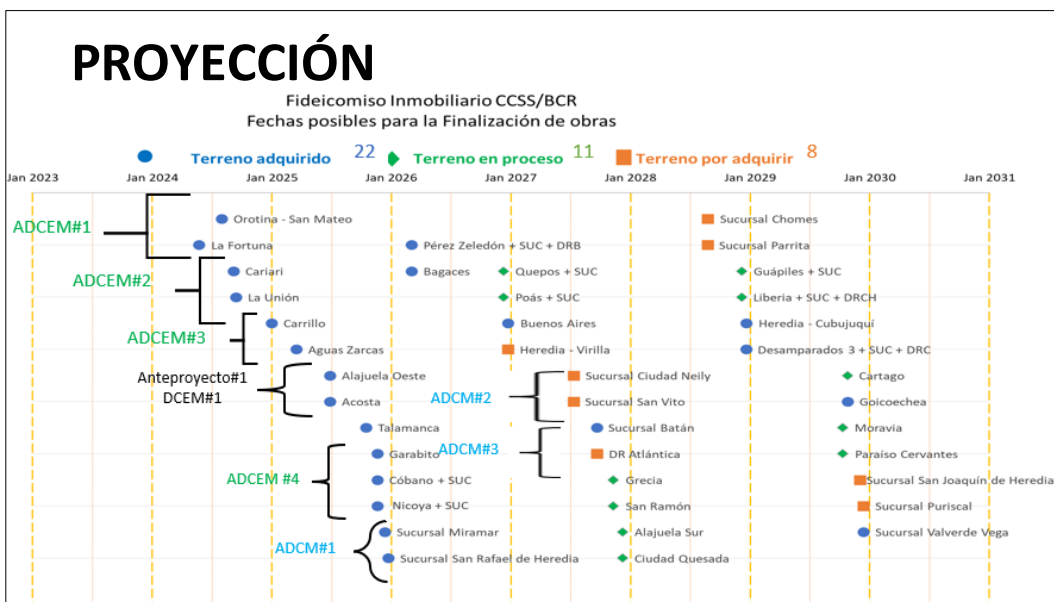 PROYECCIÓN
Fideicomiso Inmobiliario CCSS/BCR
Fechas posibles para la Finalización de obras
Terreno adquirido 22 Terreno en proceso 11 Terreno por adquirir 8
Jan 2023 Jan 2024 Jan 2025 Jan 2026 Jan 2027 Jan 2028 Jan 2029 Jan 2030 Jan 2031
ADCEM#1
Orotina - San Mateo Sucursal Chomes
La Fortuna Pérez Zeledón + SUC + DRB Sucursal Parrita
ADCEM#2
Cariari Bagaces Quepos + SUC Guápiles + SUC
La Unión Poás + SUC Liberia + SUC + DRCH
ADCEM#3
Carrillo Buenos Aires Heredia - Cubujuquí
Aguas Zarcas Heredia - Virilla Desamparados 3 + SUC + DRC
Anteproyecto#1
DCEM#1
Alajuela Oeste Sucursal Ciudad Neily Cartago
ADCM#2
Acosta Sucursal San Vito Goicoechea
Talamanca Sucursal Batán Moravia
ADCM#3
Garabito DR Atlántica Paraíso Cervantes
ADCEM #4
Cóbano + SUC Grecia Sucursal San Joaquín de Heredia
Nicoya + SUC San Ramón Sucursal Puriscal
Sucursal Miramar Alajuela Sur Sucursal Valverde Vega
ADCM#1
Sucursal San Rafael de Heredia Ciudad Quesada